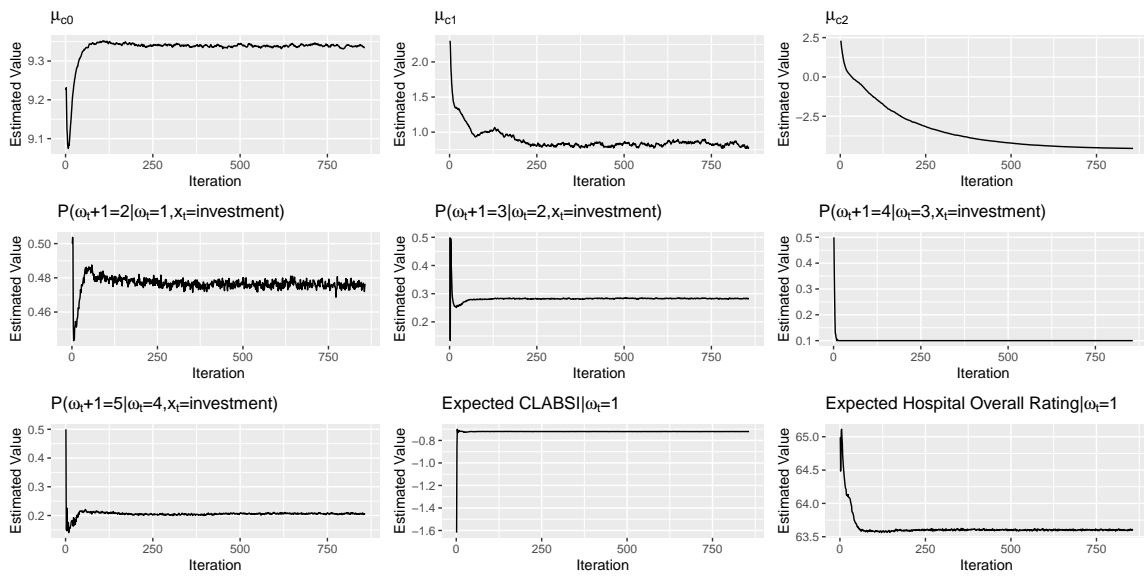 μc0
Estimated Value
9.3
9.2
9.1
0 250 500 750
Iteration
μc1
Estimated Value
2.0
1.5
1.0
0 250 500 750
Iteration
μc2
Estimated Value
2.5
0.0
−2.5
0 250 500 750
Iteration
P(ωt+1=2|ωt=1,xt=investment)
Estimated Value
0.50
0.48
0.46
0 250 500 750
Iteration
P(ωt+1=3|ωt=2,xt=investment)
Estimated Value
0.5
0.4
0.3
0.2
0 250 500 750
Iteration
P(ωt+1=4|ωt=3,xt=investment)
Estimated Value
0.5
0.4
0.3
0.2
0.1
0 250 500 750
Iteration
P(ωt+1=5|ωt=4,xt=investment)
Estimated Value
0.5
0.4
0.3
0.2
0 250 500 750
Iteration
Expected CLABSI|ωt=1
Estimated Value
−0.8
−1.0
−1.2
−1.4
−1.6
0 250 500 750
Iteration
Expected Hospital Overall Rating|ωt=1
Estimated Value
65.0
64.5
64.0
63.5
0 250 500 750
Iteration